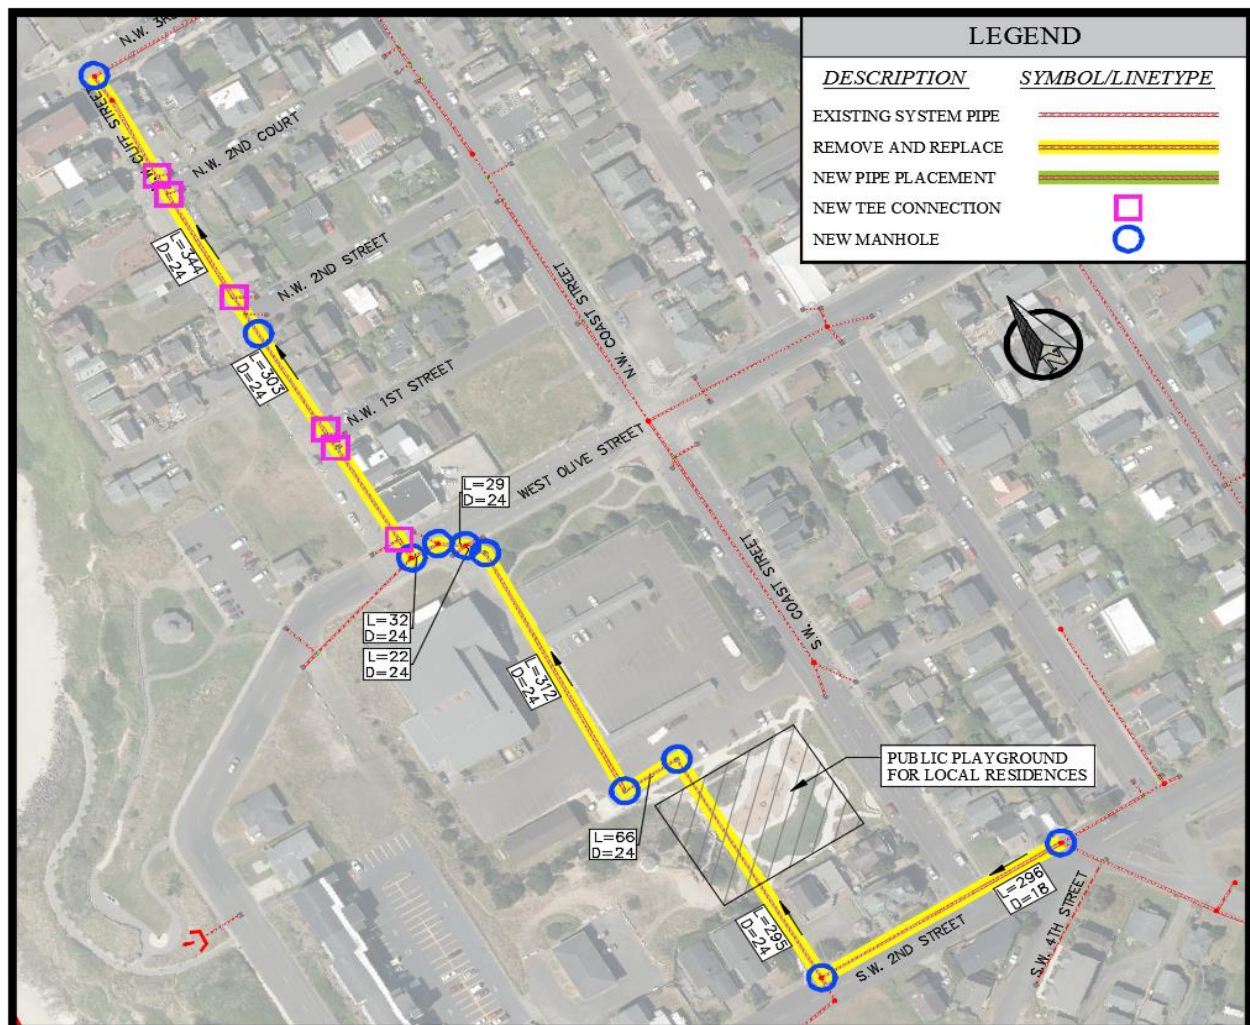 LEGEND
DESCRIPTION SYMBOL/LINETYPE
EXISTING SYSTEM PIPE
REMOVE AND REPLACE
NEW PIPE PLACEMENT
NEW TEE CONNECTION
NEW MANHOLE
N.W. 3RD
CLIFF STREET
N.W. 2ND COURT
L=344
D=24
N.W. 2ND STREET
N.W. COAST STREET
N
L=303
D=24
N.W. 1ST STREET
WEST OLIVE STREET
L=29
D=24
L=32
D=24
L=22
D=24
S.W. COAST STREET
L=312
D=24
PUBLIC PLAYGROUND
FOR LOCAL RESIDENCES
L=66
D=24
L=295
D=24
L=296
D=18
S.W. 2ND STREET
S.W. 4TH STREET